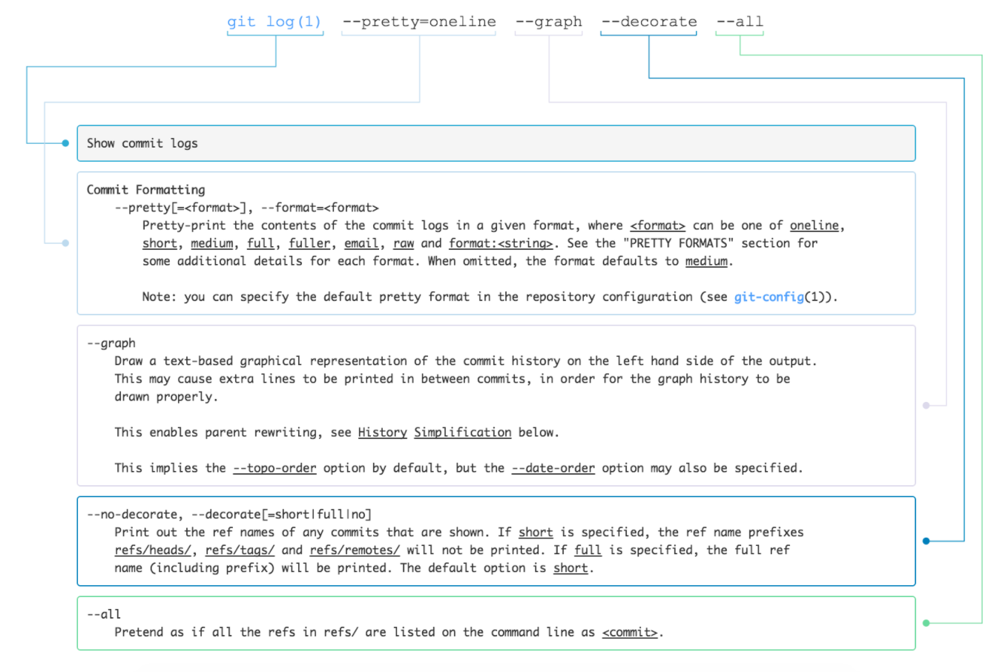 git log(1) --pretty=oneline --graph --decorate --all
Show commit logs
Commit Formatting
--pretty[=<format>], --format=<format>
Pretty-print the contents of the commit logs in a given format, where <format> can be one of oneline,
short, medium, full, fuller, email, raw and format:<string>. See the "PRETTY FORMATS" section for
some additional details for each format. When omitted, the format defaults to medium.
Note: you can specify the default pretty format in the repository configuration (see git-config(1)).
--graph
Draw a text-based graphical representation of the commit history on the left hand side of the output.
This may cause extra lines to be printed in between commits, in order for the graph history to be
drawn properly.
This enables parent rewriting, see History Simplification below.
This implies the --topo-order option by default, but the --date-order option may also be specified.
--no-decorate, --decorate[=short|full|no]
Print out the ref names of any commits that are shown. If short is specified, the ref name prefixes
refs/heads/, refs/tags/ and refs/remotes/ will not be printed. If full is specified, the full ref
name (including prefix) will be printed. The default option is short.
--all
Pretend as if all the refs in refs/ are listed on the command line as <commit>.